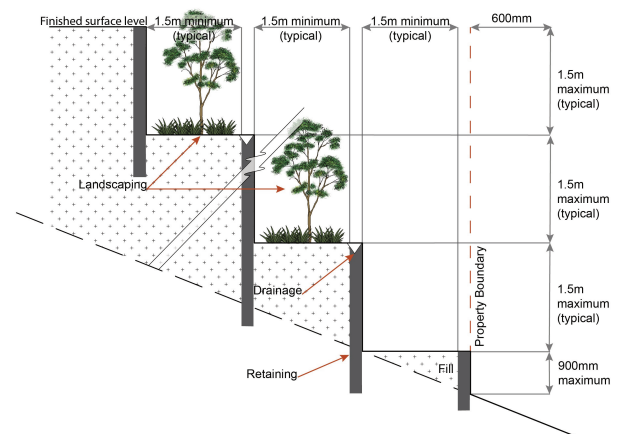 Finished surface level
1.5m minimum
(typical)
1.5m minimum
(typical)
1.5m minimum
(typical)
600mm
1.5m
maximum
(typical)
Landscaping
1.5m
maximum
(typical)
Drainage
Property Boundary
1.5m
maximum
(typical)
Retaining
Fill
900mm
maximum